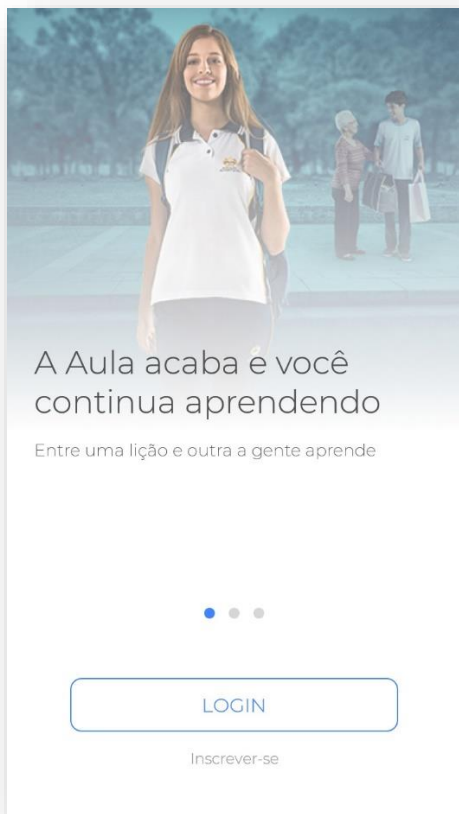 A Aula acaba e você
continua aprendendo
Entre uma lição e outra a gente aprende
LOGIN
Inscrever-se